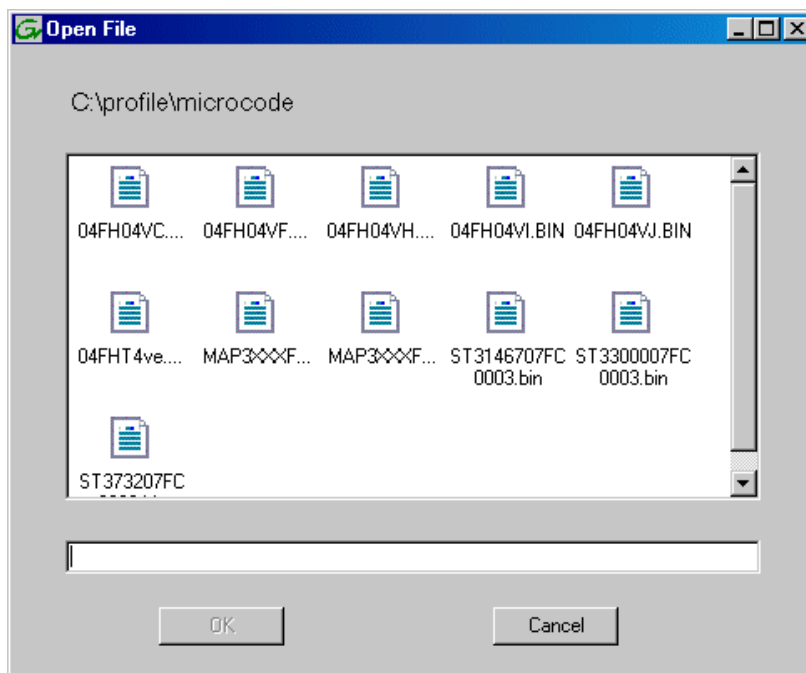 Open File
C:\profile\microcode
04FH04VC.... 04FH04VF.... 04FH04VH.... 04FH04VI.BIN 04FH04VJ.BIN
04FHT4ve.... MAP3XXXF... MAP3XXXF... ST3146707FC ST3300007FC
0003.bin 0003.bin
ST373207FC
OK Cancel